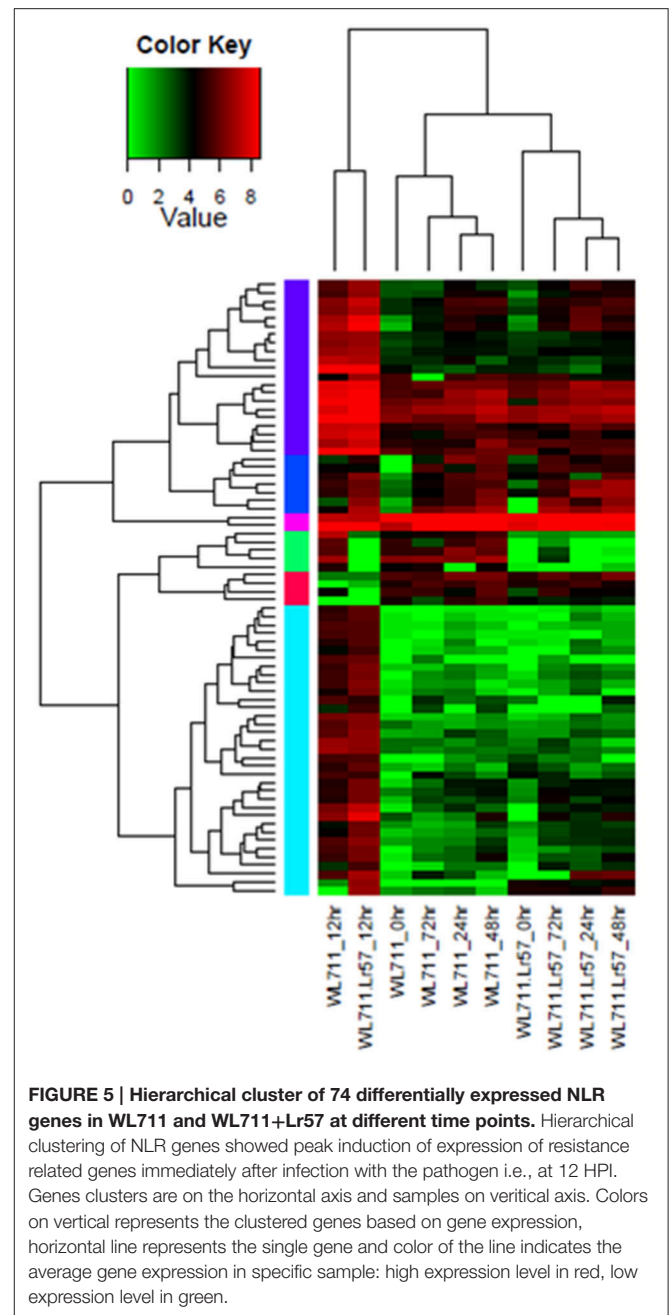 Color Key
0 2 4 6 8
Value
WL711_12hr
WL711.Lr57_12hr
WL711_0hr
WL711_72hr
WL711_24hr
WL711_48hr
WL711.Lr57_0hr
WL711.Lr57_72hr
WL711.Lr57_24hr
WL711.Lr57_48hr
FIGURE 5 | Hierarchical cluster of 74 differentially expressed NLR
genes in WL711 and WL711+Lr57 at different time points. Hierarchical
clustering of NLR genes showed peak induction of expression of resistance
related genes immediately after infection with the pathogen i.e., at 12 HPI.
Genes clusters are on the horizontal axis and samples on veritical axis. Colors
on vertical represents the clustered genes based on gene expression,
horizontal line represents the single gene and color of the line indicates the
average gene expression in specific sample: high expression level in red, low
expression level in green.